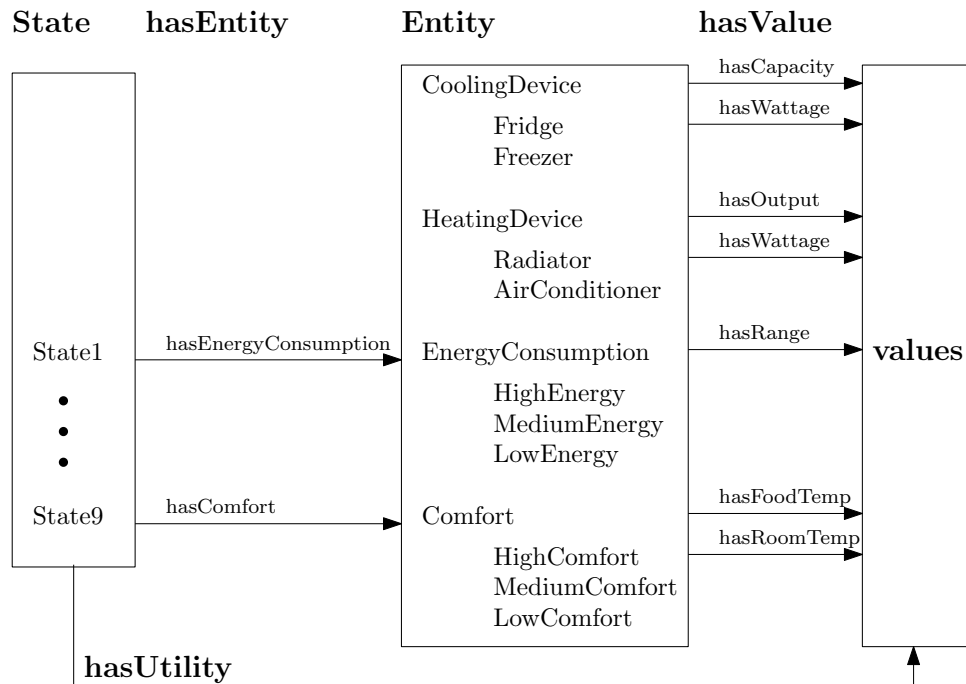 State hasEntity Entity hasValue
CoolingDevice hasCapacity
Fridge hasWattage
Freezer
HeatingDevice hasOutput
Radiator hasWattage
AirConditioner
State1 hasEnergyConsumption EnergyConsumption hasRange values
HighEnergy
MediumEnergy
LowEnergy
State9 hasComfort Comfort hasFoodTemp
HighComfort hasRoomTemp
MediumComfort
LowComfort
hasUtility